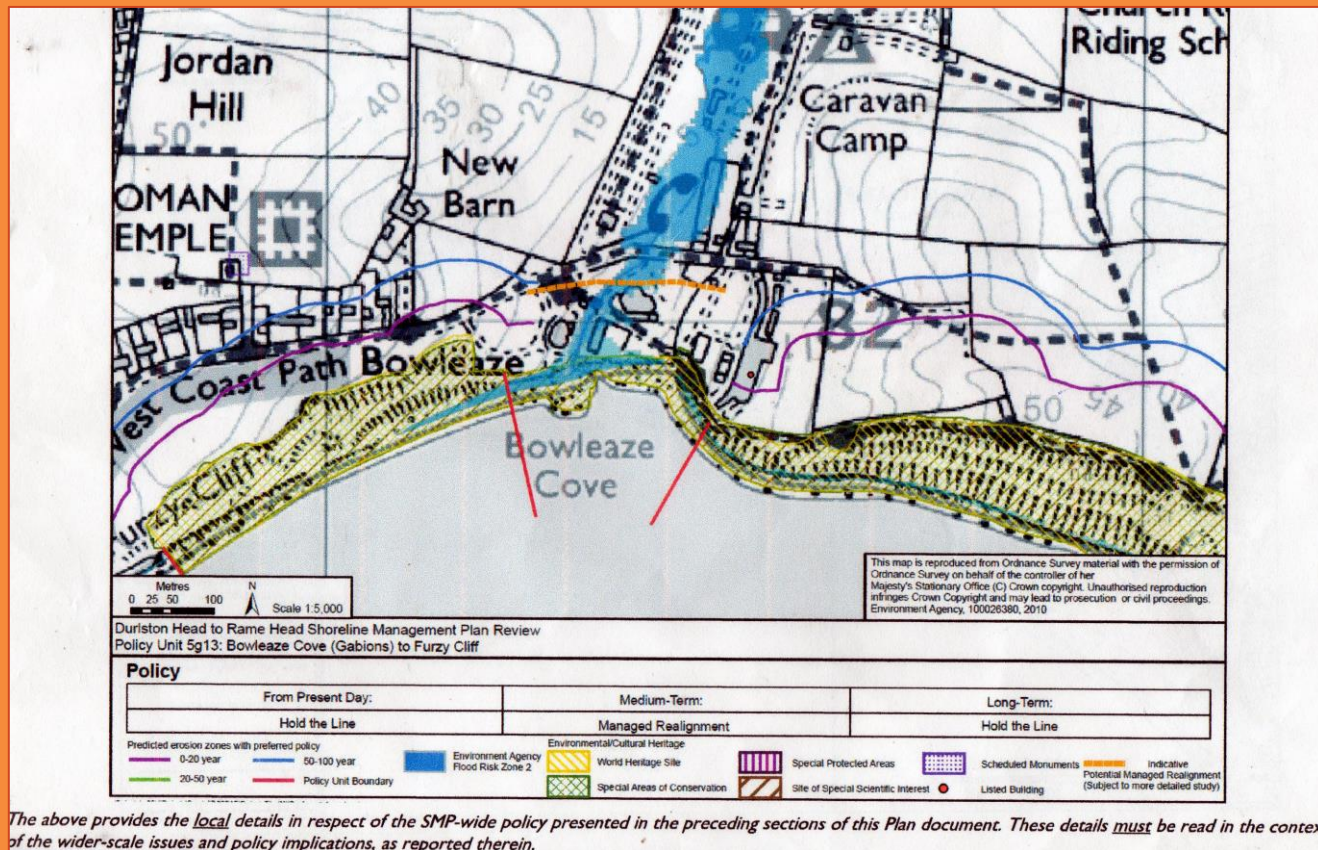 Jordan
Hill
40
35
30
25
15
50
New
Barn
Caravan
Camp
Riding Sch
OMAN
EMPLE
82
West Coast Path Bowleaze
50
45
40
Bowleaze
Cove
Furzy Cliff
Metres
0 25 50 100
N
Scale 1:5,000
This map is reproduced from Ordnance Survey material with the permission of
Ordnance Survey on behalf of the controller of her
Majesty's Stationary Office (C) Crown copyright. Unauthorised reproduction
infringes Crown Copyright and may lead to prosecution or civil proceedings.
Environment Agency, 100026380, 2010
Durlston Head to Rame Head Shoreline Management Plan Review
Policy Unit 5g13: Bowleaze Cove (Gabions) to Furzy Cliff
Policy
From Present Day: Medium-Term: Long-Term:
Hold the Line Managed Realignment Hold the Line
Predicted erosion zones with preferred policy
0-20 year 50-100 year
20-50 year Policy Unit Boundary
Environment Agency
Flood Risk Zone 2
Environmental/Cultural Heritage
World Heritage Site Special Protected Areas Scheduled Monuments
Special Areas of Conservation Site of Special Scientific Interest Listed Building
Indicative
Potential Managed Realignment
(Subject to more detailed study)
The above provides the local details in respect of the SMP-wide policy presented in the preceding sections of this Plan document. These details must be read in the contex
of the wider-scale issues and policy implications, as reported therein.